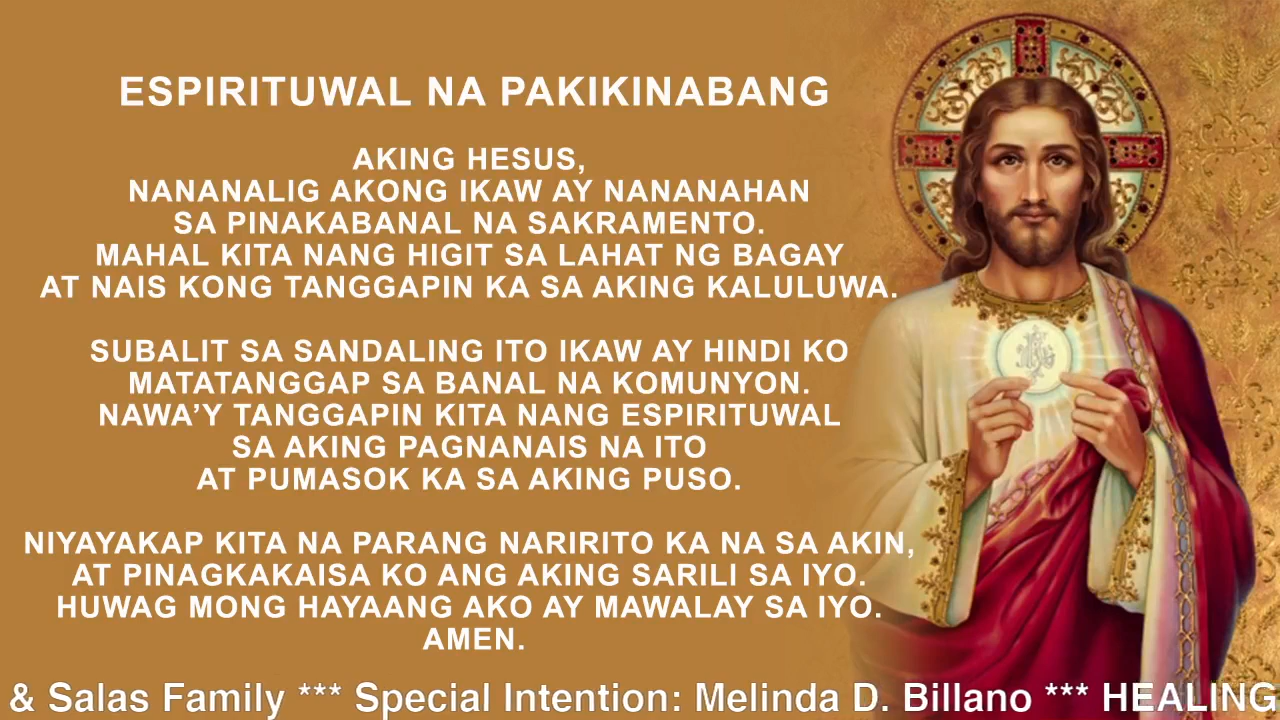 ESPIRITUWAL NA PAKIKINABANG
AKING HESUS,
NANANALIG AKONG IKAW AY NANANAHAN
SA PINAKABANAL NA SAKRAMENTO.
MAHAL KITA NANG HIGIT SA LAHAT NG BAGAY
AT NAIS KONG TANGGAPIN KA SA AKING KALULUWA.
SUBALIT SA SANDALING ITO IKAW AY HINDI KO
MATATANGGAP SA BANAL NA KOMUNYON.
NAWA’Y TANGGAPIN KITA NANG ESPIRITUWAL
SA AKING PAGNANAIS NA ITO
AT PUMASOK KA SA AKING PUSO.
NIYAYAKAP KITA NA PARANG NARIRITO KA NA SA AKIN,
AT PINAGKAKAISA KO ANG AKING SARILI SA IYO.
HUWAG MONG HAYAANG AKO AY MAWALAY SA IYO.
AMEN.
& Salas Family *** Special Intention: Melinda D. Billano *** HEALING